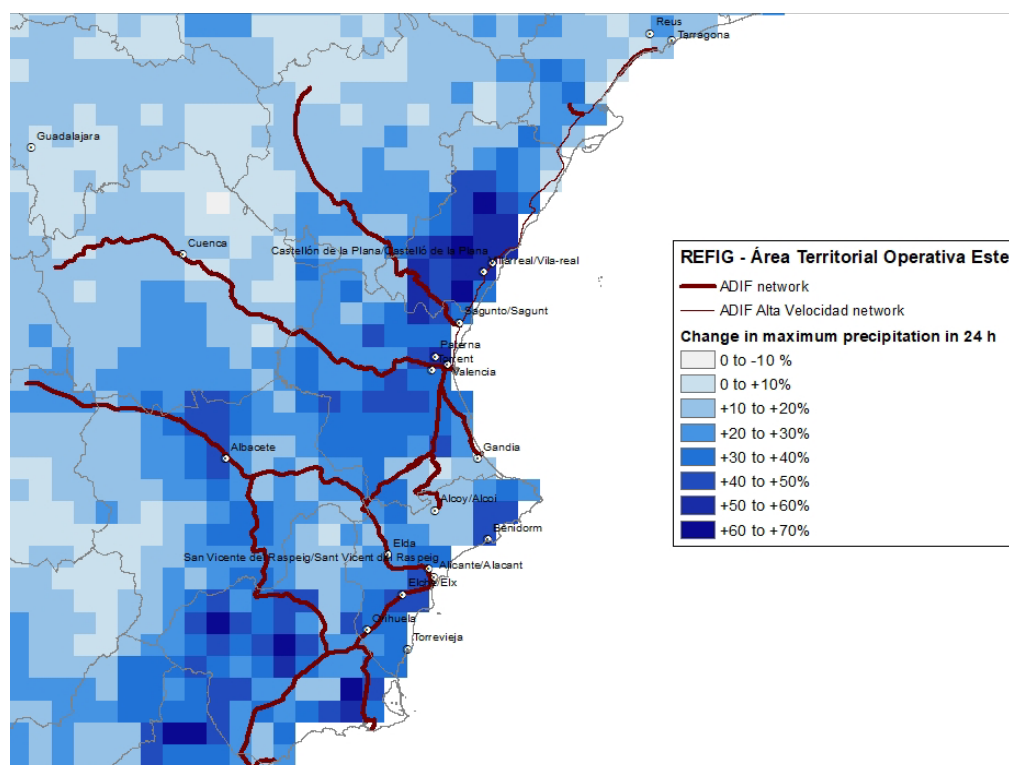 Reus
Tarragona
Guadalajara
Cuenca
Castellón de la Plana/Castelló de la Plana
Villarreal/Vila-real
Sagunto/Sagunt
Paterna
Torrent
Valencia
Albacete
Gandia
Alcoy/Alcoi
Benidorm
Elda
San Vicente del Raspeig/Sant Vicent del Raspeig
Alicante/Alacant
Elche/Elx
Orihuela
Torrevieja
REFIG - Área Territorial Operativa Este
ADIF network
ADIF Alta Velocidad network
Change in maximum precipitation in 24 h
0 to -10 %
0 to +10%
+10 to +20%
+20 to +30%
+30 to +40%
+40 to +50%
+50 to +60%
+60 to +70%